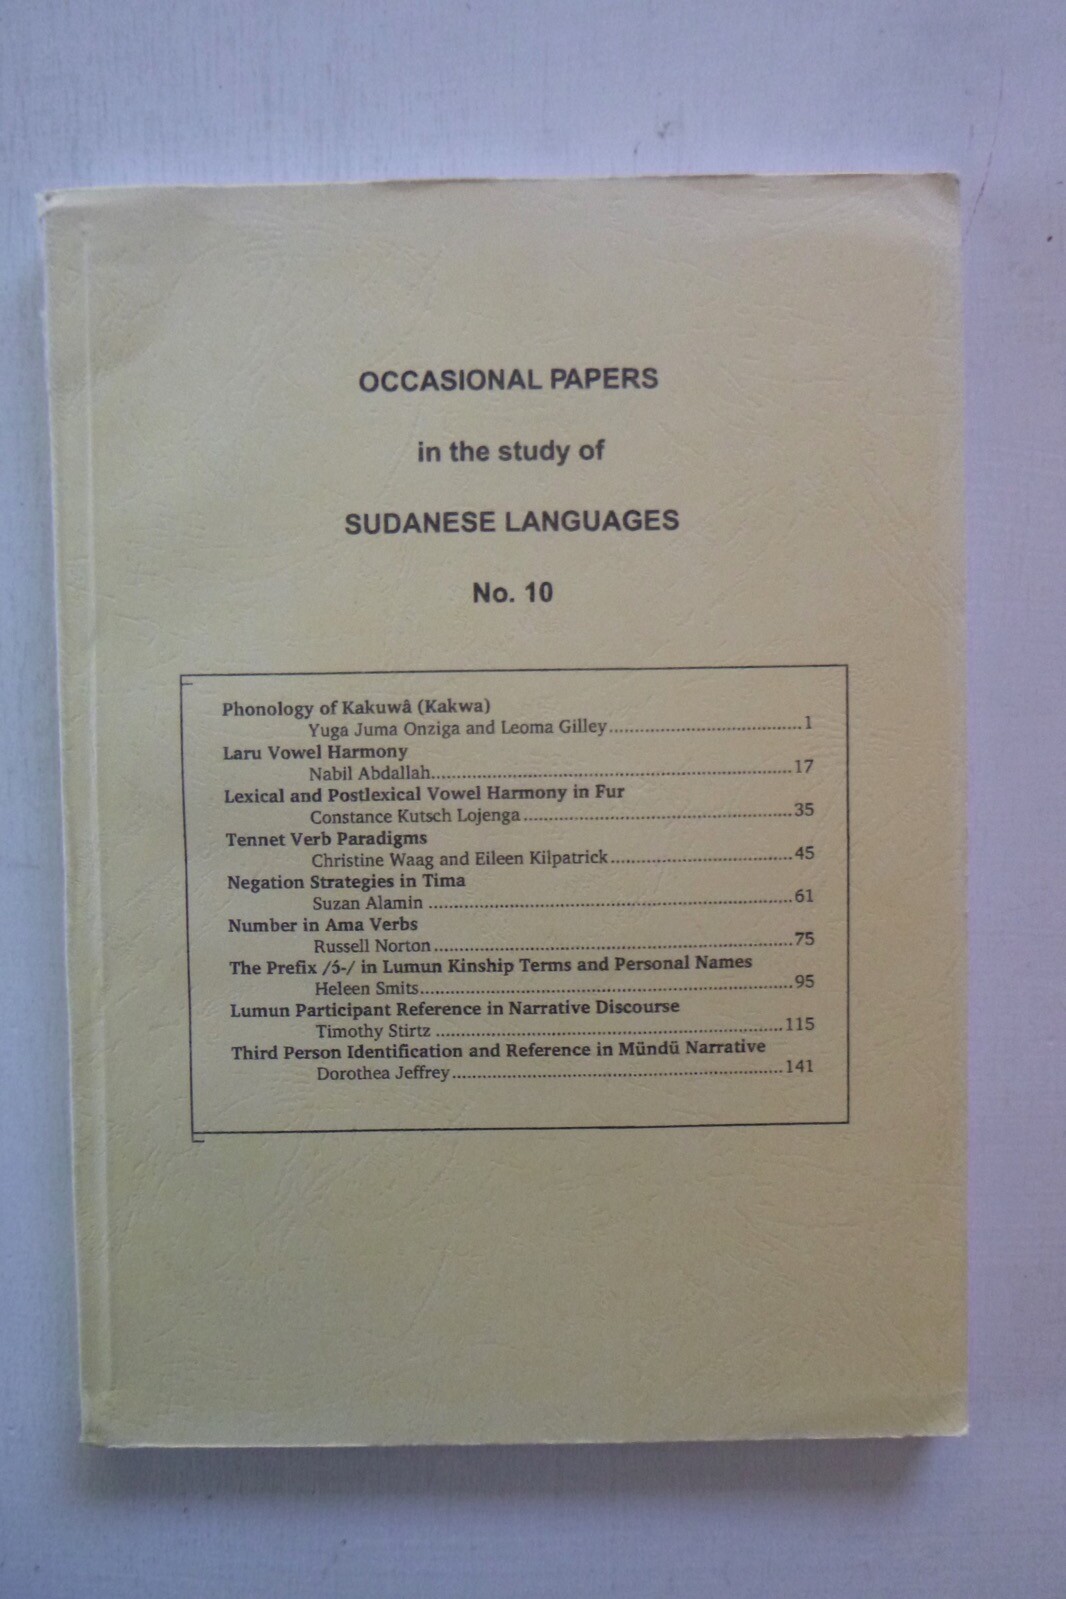 OCCASIONAL PAPERS
in the study of
SUDANESE LANGUAGES
No. 10
Phonology of Kakuwâ (Kakwa)
Yuga Juma Onziga and Leoma Gilley....................................1
Laru Vowel Harmony
Nabil Abdallah....................................17
Lexical and Postlexical Vowel Harmony in Fur
Constance Kutsch Lojenga....................................35
Tennet Verb Paradigms
Christine Waag and Eileen Kilpatrick....................................45
Negation Strategies in Tima
Suzan Alamin ....................................61
Number in Ama Verbs
Russell Norton....................................75
The Prefix /ɔ́-/ in Lumun Kinship Terms and Personal Names
Heleen Smits....................................95
Lumun Participant Reference in Narrative Discourse
Timothy Stirtz ....................................115
Third Person Identification and Reference in Mündü Narrative
Dorothea Jeffrey....................................141